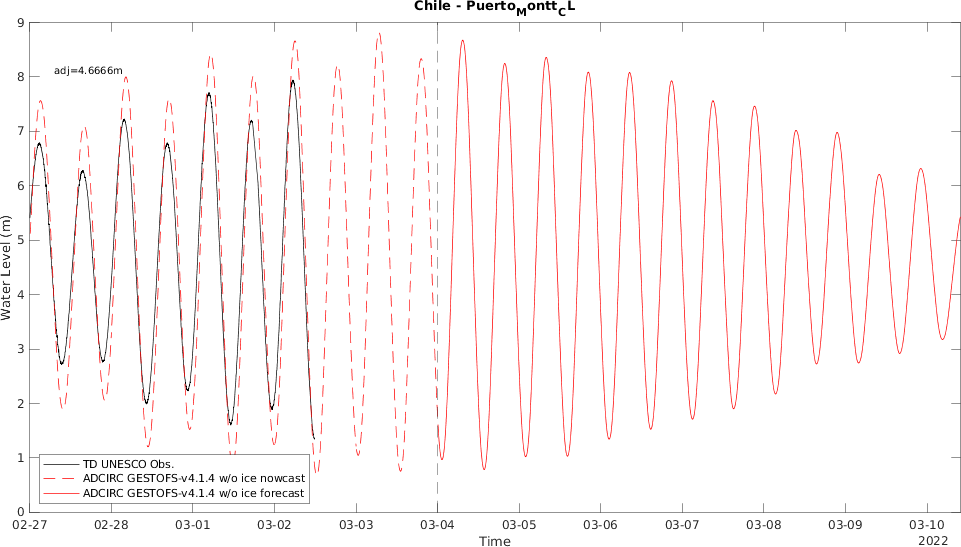 Chile - Puerto_Montt_CL
adj=4.6666m
9
8
7
6
5
4
3
2
1
0
Water Level (m)
TD UNESCO Obs.
ADCIRC GESTOFS-v4.1.4 w/o ice nowcast
ADCIRC GESTOFS-v4.1.4 w/o ice forecast
02-27 02-28 03-01 03-02 03-03 03-04 03-05 03-06 03-07 03-08 03-09 03-10
Time
2022